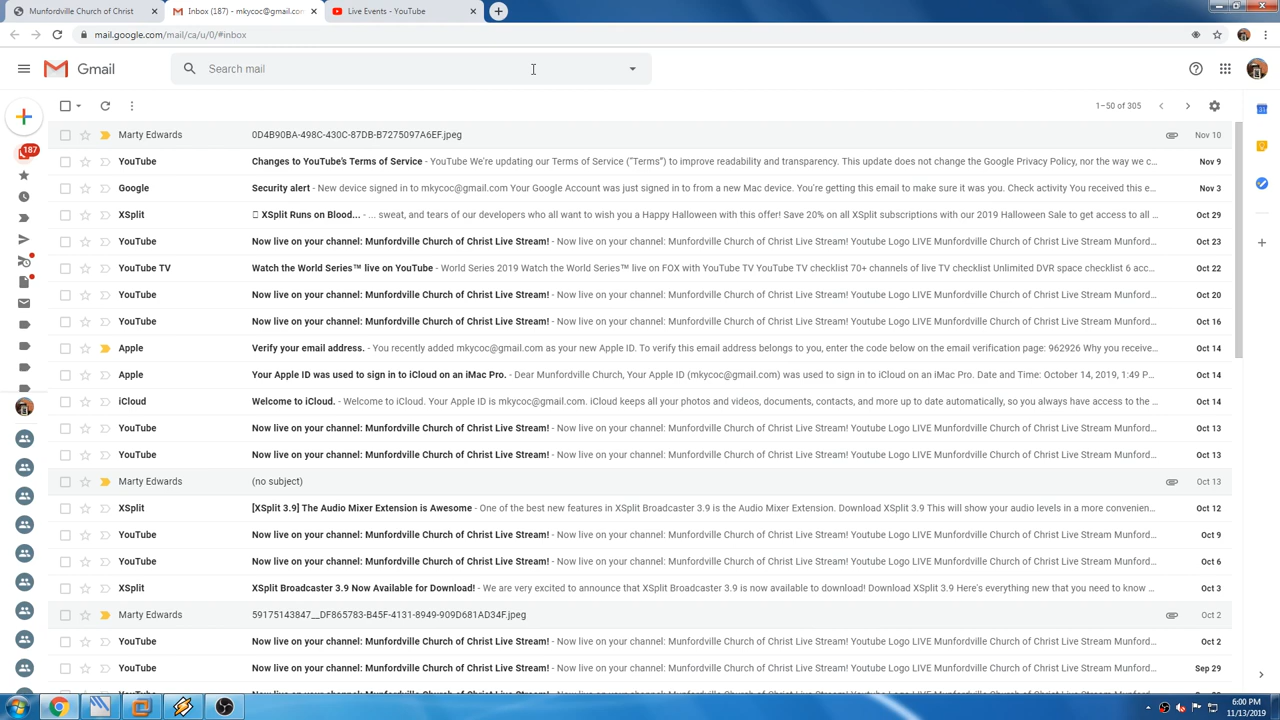 Munfordville Church of Christ
Inbox (187) - mkycoc@gmail.com
Live Events - YouTube
mail.google.com/mail/ca/u/0/#inbox
Gmail
Search mail
1–50 of 305
187
Marty Edwards 0D4B90BA-498C-430C-87DB-B7275097A6EF.jpeg Nov 10
YouTube Changes to YouTube's Terms of Service - YouTube We're updating our Terms of Service ("Terms") to improve readability and transparency. This update does not change the Google Privacy Policy, nor the way we c... Nov 9
Google Security alert - New device signed in to mkycoc@gmail.com Your Google Account was just signed in to from a new Mac device. You're getting this email to make sure it was you. Check activity You received this e... Nov 3
XSplit XSplit Runs on Blood... - ... sweat, and tears of our developers who all want to wish you a Happy Halloween with this offer! Save 20% on all XSplit subscriptions with our 2019 Halloween Sale to get access to all ... Oct 29
YouTube Now live on your channel: Munfordville Church of Christ Live Stream! - Now live on your channel: Munfordville Church of Christ Live Stream! Youtube Logo LIVE Munfordville Church of Christ Live Stream Munford... Oct 23
YouTube TV Watch the World Series™ live on YouTube - World Series 2019 Watch the World Series™ live on FOX with YouTube TV YouTube TV checklist 70+ channels of live TV checklist Unlimited DVR space checklist 6 acc... Oct 22
YouTube Now live on your channel: Munfordville Church of Christ Live Stream! - Now live on your channel: Munfordville Church of Christ Live Stream! Youtube Logo LIVE Munfordville Church of Christ Live Stream Munford... Oct 20
YouTube Now live on your channel: Munfordville Church of Christ Live Stream! - Now live on your channel: Munfordville Church of Christ Live Stream! Youtube Logo LIVE Munfordville Church of Christ Live Stream Munford... Oct 16
Apple Verify your email address. - You recently added mkycoc@gmail.com as your new Apple ID. To verify this email address belongs to you, enter the code below on the email verification page: 962926 Why you receive... Oct 14
Apple Your Apple ID was used to sign in to iCloud on an iMac Pro. - Dear Munfordville Church, Your Apple ID (mkycoc@gmail.com) was used to sign in to iCloud on an iMac Pro. Date and Time: October 14, 2019, 1:49 P... Oct 14
iCloud Welcome to iCloud. - Welcome to iCloud. Your Apple ID is mkycoc@gmail.com. iCloud keeps all your photos and videos, documents, contacts, and more up to date automatically, so you always have access to the ... Oct 14
YouTube Now live on your channel: Munfordville Church of Christ Live Stream! - Now live on your channel: Munfordville Church of Christ Live Stream! Youtube Logo LIVE Munfordville Church of Christ Live Stream Munford... Oct 13
YouTube Now live on your channel: Munfordville Church of Christ Live Stream! - Now live on your channel: Munfordville Church of Christ Live Stream! Youtube Logo LIVE Munfordville Church of Christ Live Stream Munford... Oct 13
Marty Edwards (no subject) Oct 13
XSplit [XSplit 3.9] The Audio Mixer Extension is Awesome - One of the best new features in XSplit Broadcaster 3.9 is the Audio Mixer Extension. Download XSplit 3.9 This will show your audio levels in a more convenien... Oct 12
YouTube Now live on your channel: Munfordville Church of Christ Live Stream! - Now live on your channel: Munfordville Church of Christ Live Stream! Youtube Logo LIVE Munfordville Church of Christ Live Stream Munford... Oct 9
YouTube Now live on your channel: Munfordville Church of Christ Live Stream! - Now live on your channel: Munfordville Church of Christ Live Stream! Youtube Logo LIVE Munfordville Church of Christ Live Stream Munford... Oct 6
XSplit XSplit Broadcaster 3.9 Now Available for Download! - We are very excited to announce that XSplit Broadcaster 3.9 is now available to download! Download XSplit 3.9 Here's everything new that you need to know ... Oct 3
Marty Edwards 59175143847__DF865783-B45F-4131-8949-909D681AD34F.jpeg Oct 2
YouTube Now live on your channel: Munfordville Church of Christ Live Stream! - Now live on your channel: Munfordville Church of Christ Live Stream! Youtube Logo LIVE Munfordville Church of Christ Live Stream Munford... Oct 2
YouTube Now live on your channel: Munfordville Church of Christ Live Stream! - Now live on your channel: Munfordville Church of Christ Live Stream! Youtube Logo LIVE Munfordville Church of Christ Live Stream Munford... Sep 29
6:00 PM
11/13/2019